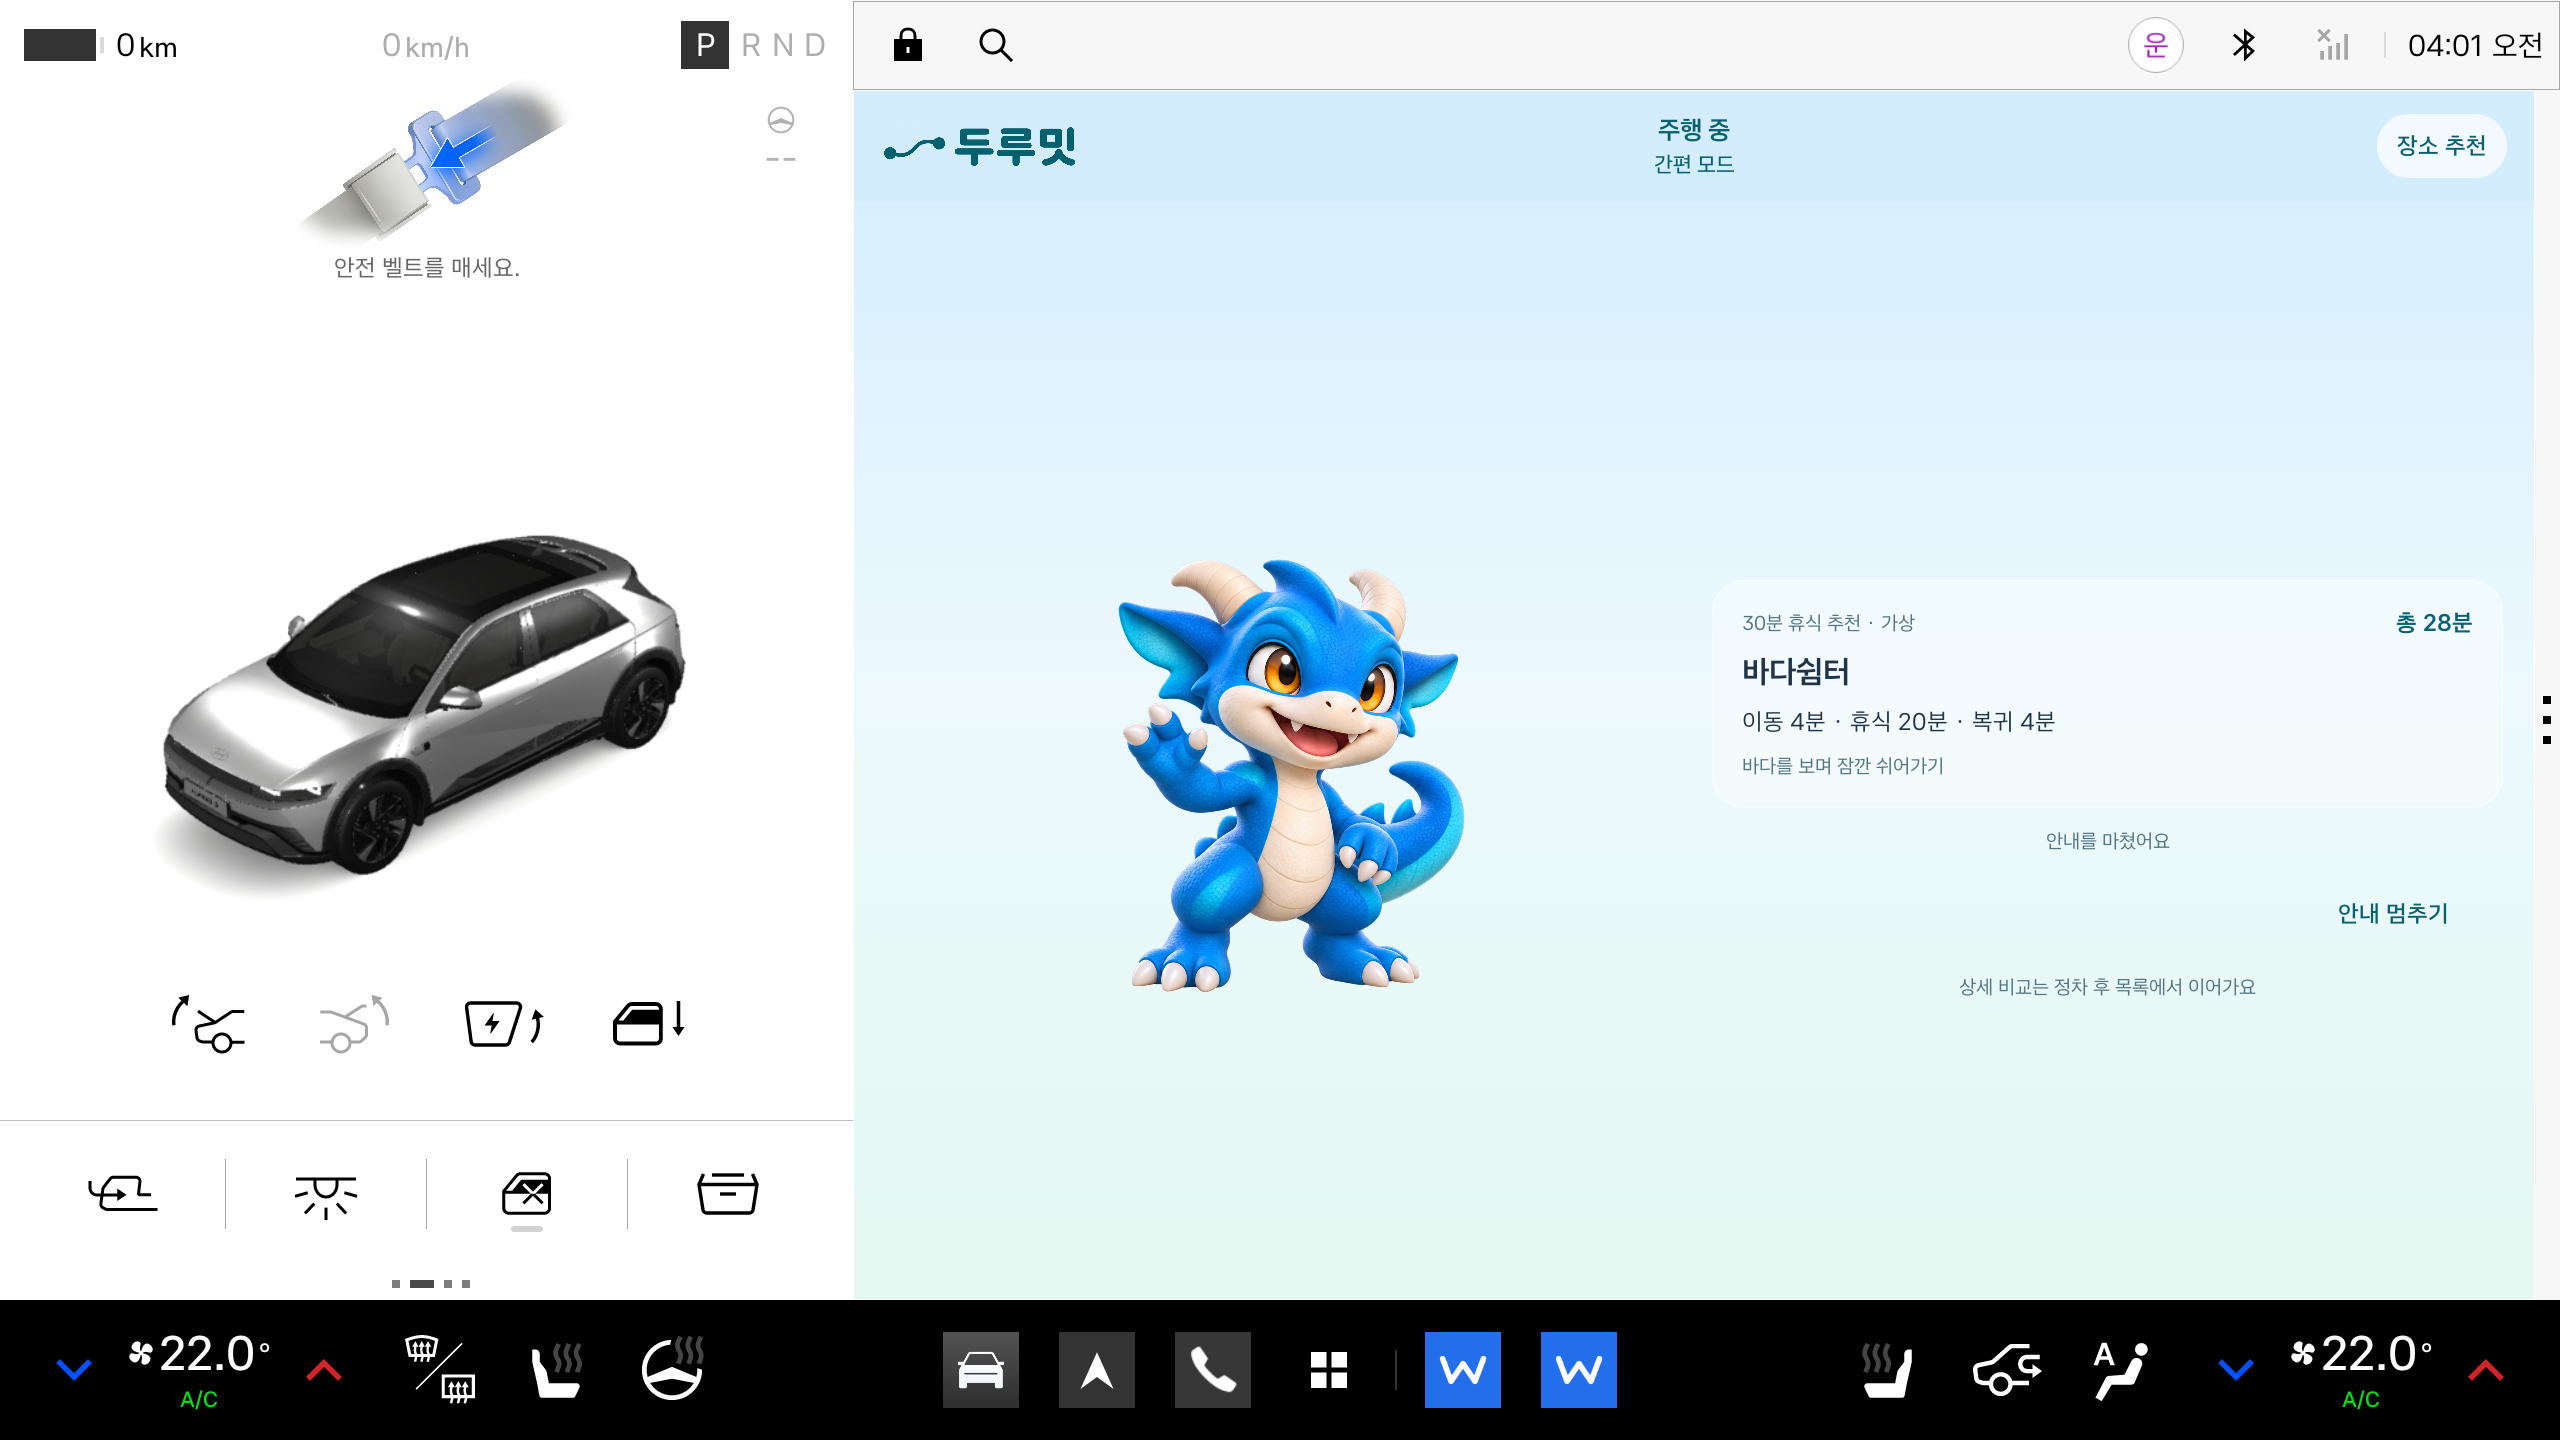 0 km
0 km/h
P R N D
운
04:01 오전
안전 벨트를 매세요.
두루밋
주행 중
간편 모드
장소 추천
30분 휴식 추천 · 가상
총 28분
바다쉼터
이동 4분 · 휴식 20분 · 복귀 4분
바다를 보며 잠깐 쉬어가기
안내를 마쳤어요
안내 멈추기
상세 비교는 정차 후 목록에서 이어가요
22.0°
A/C
A
22.0°
A/C